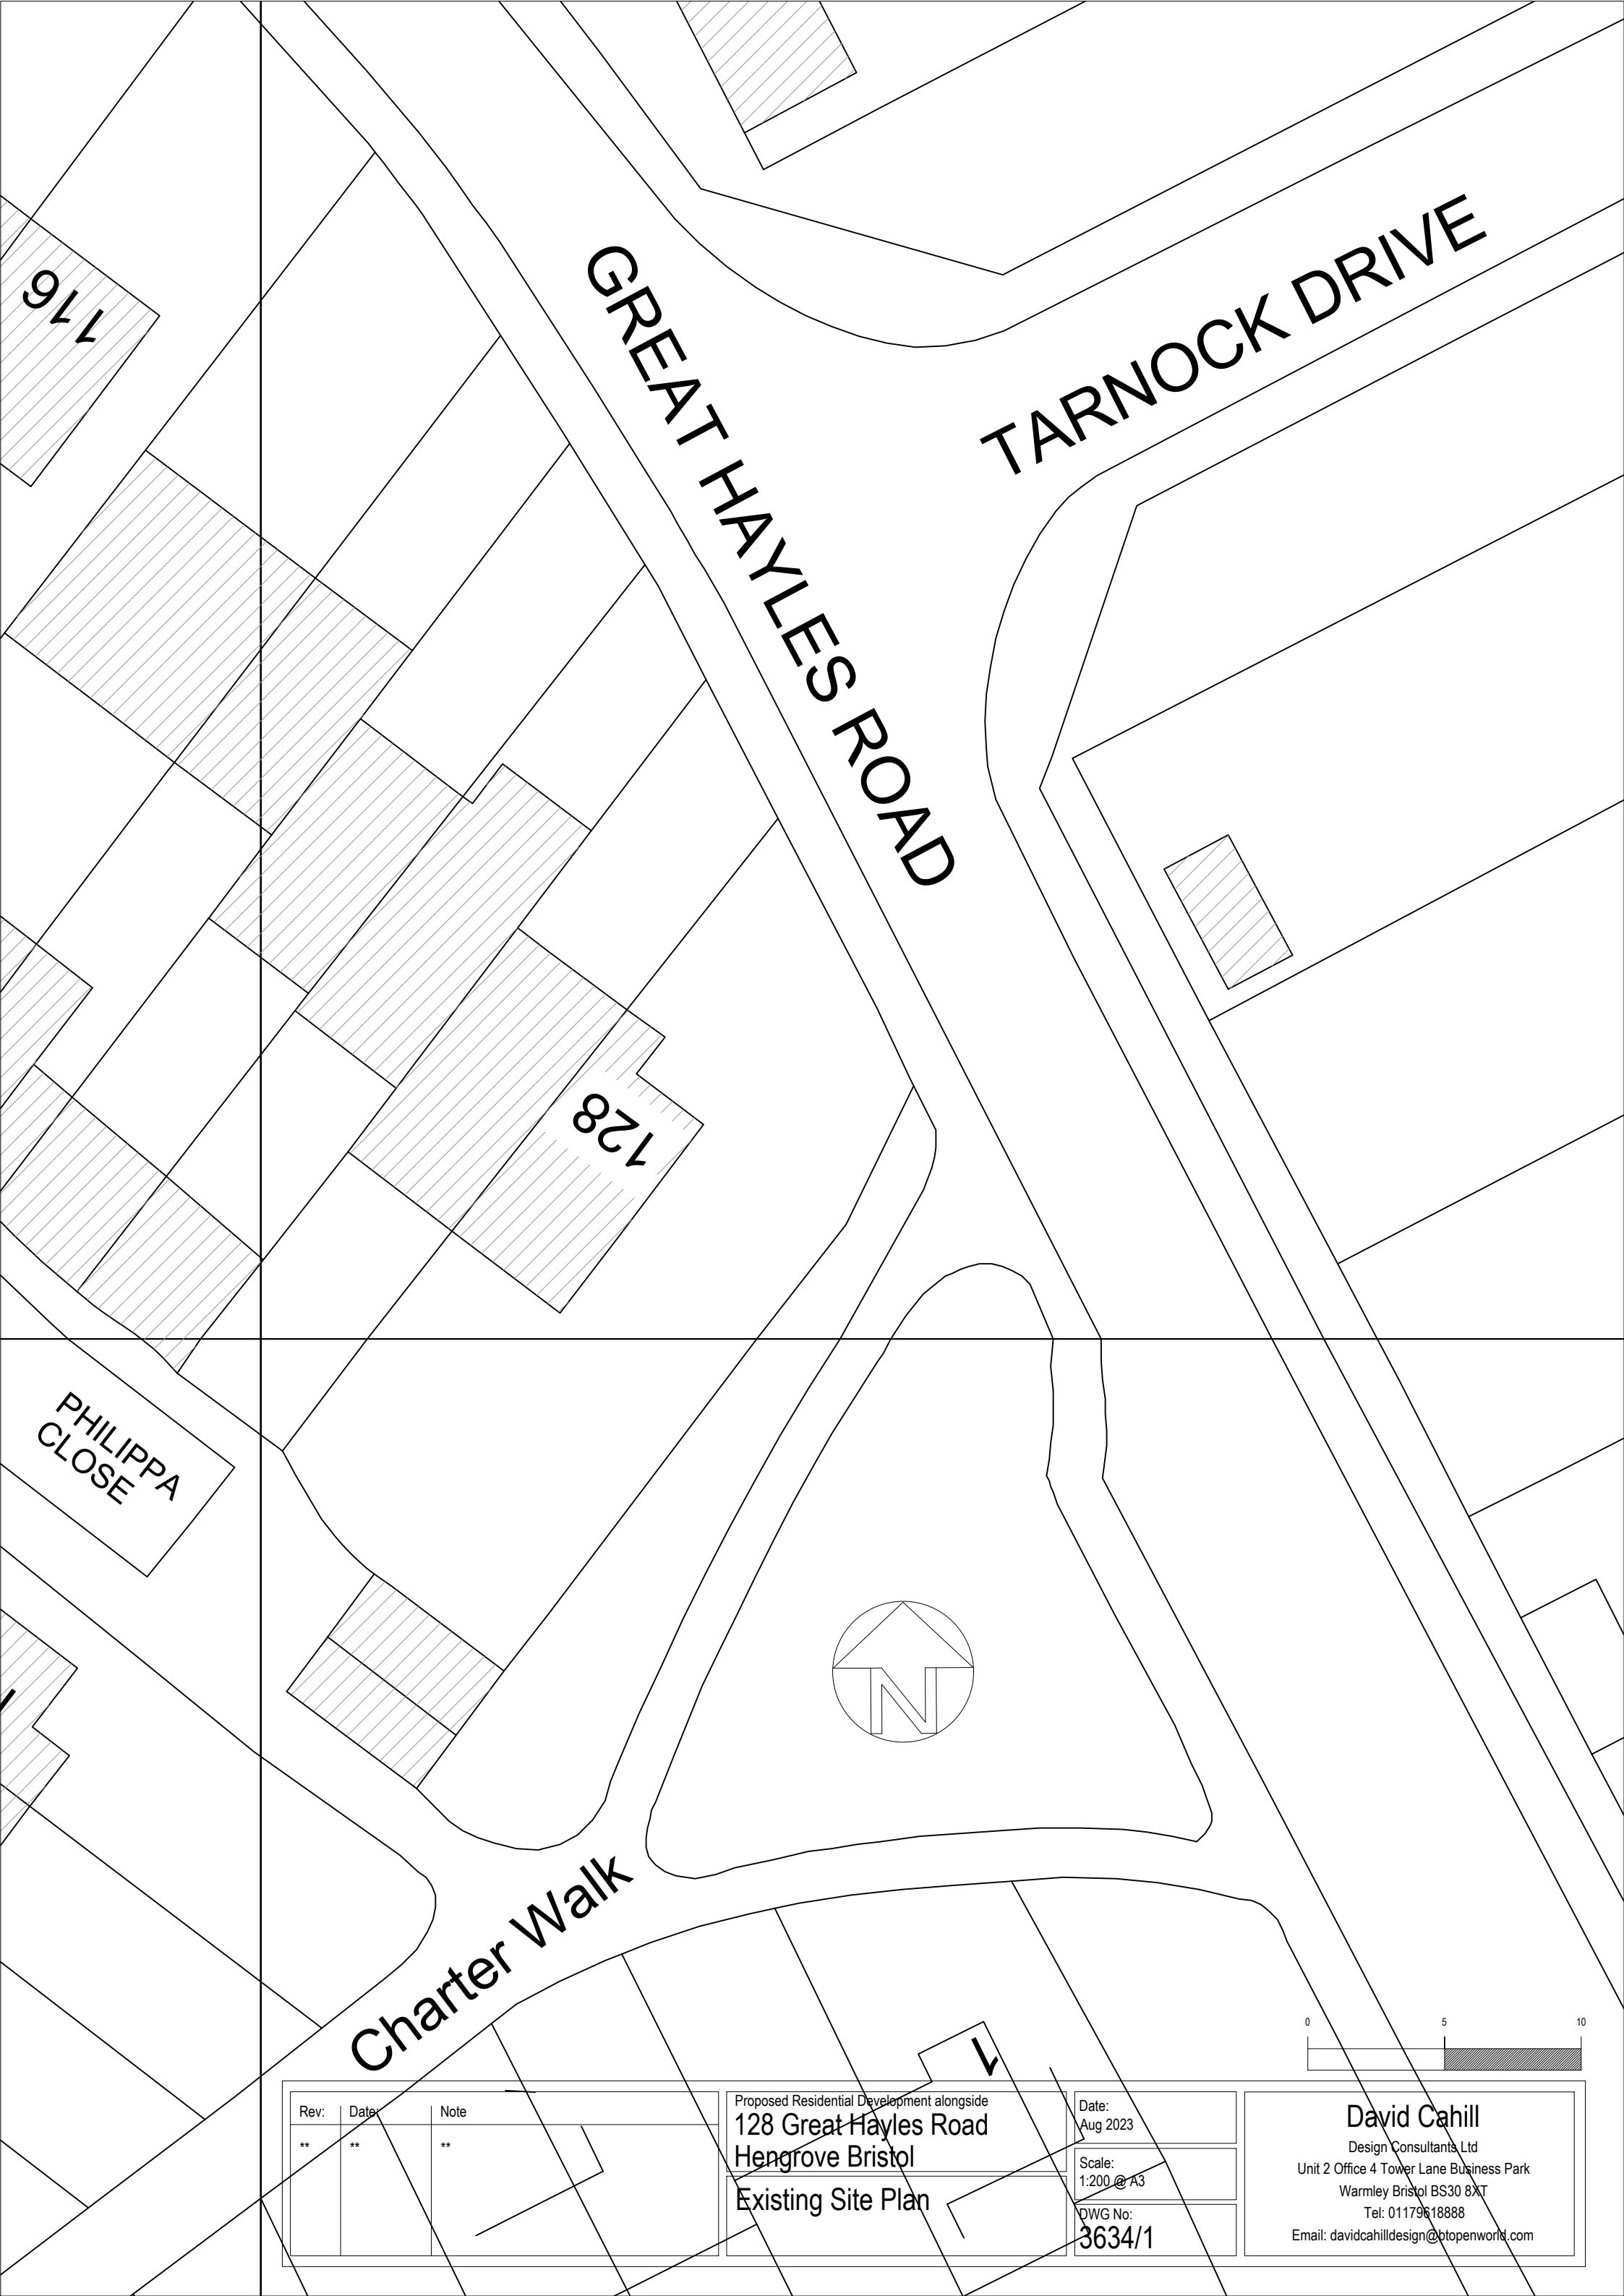 116
GREAT HAYLES ROAD
TARNOCK DRIVE
128
PHILIPPA
CLOSE
N
Charter Walk
1
0 5 10
Rev: Date: Note
** ** **
Proposed Residential Development alongside
128 Great Hayles Road
Hengrove Bristol
Existing Site Plan
Date:
Aug 2023
Scale:
1:200 @ A3
DWG No:
3634/1
David Cahill
Design Consultants Ltd
Unit 2 Office 4 Tower Lane Business Park
Warmley Bristol BS30 8XT
Tel: 01179618888
Email: davidcahilldesign@btopenworld.com